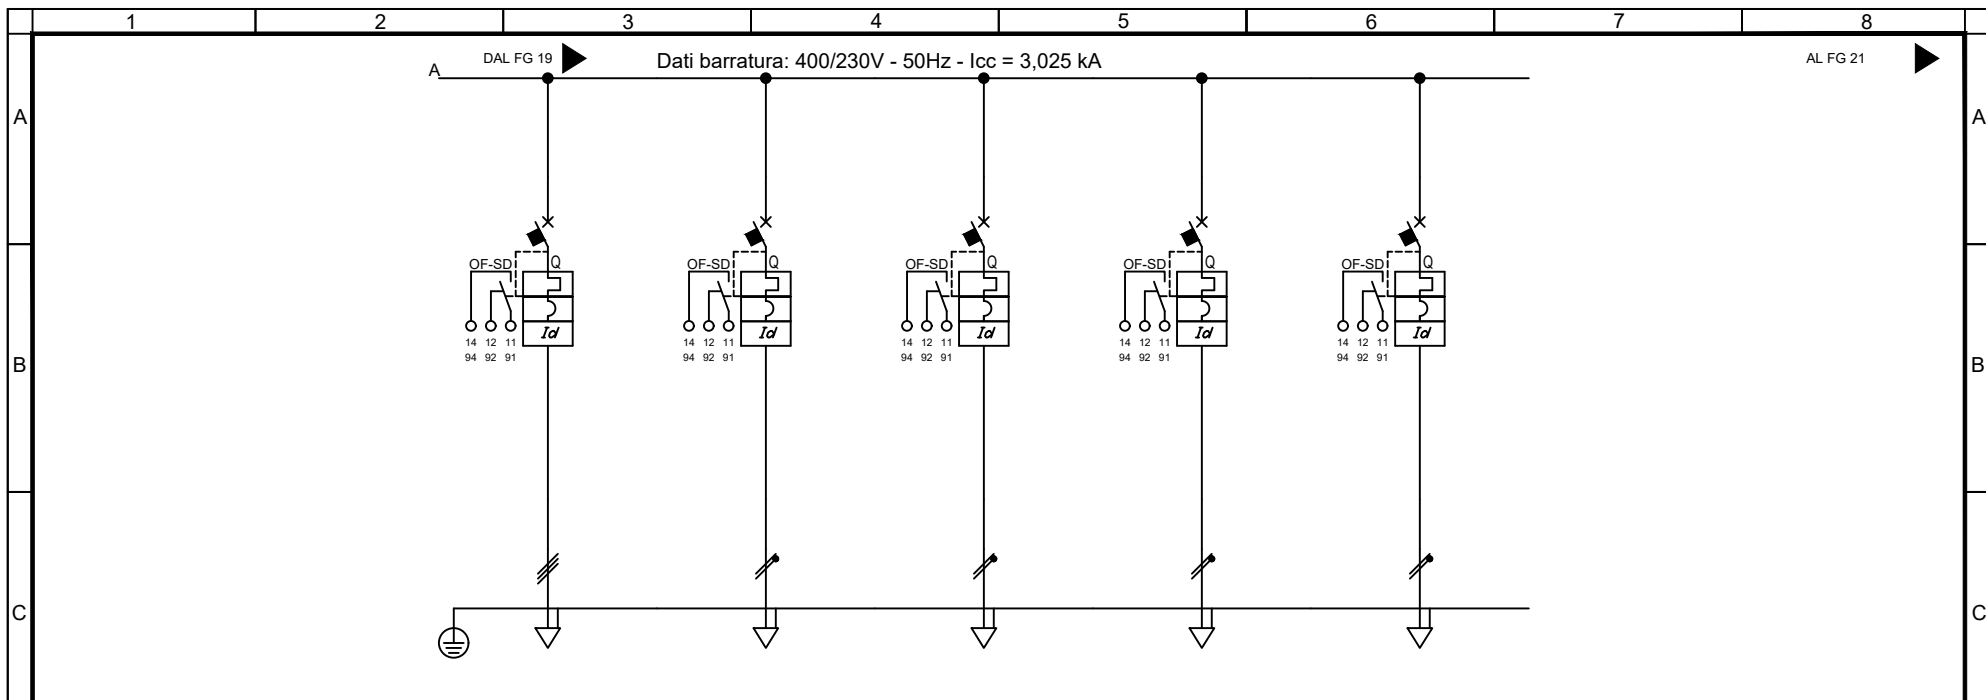 1 2 3 4 5 6 7 8
DAL FG 19 Dati barratura: 400/230V - 50Hz - Icc = 3,025 kA AL FG 21
A
A A
OF-SD Q OF-SD Q OF-SD Q OF-SD Q OF-SD Q
Id Id Id Id Id
14 12 11 14 12 11 14 12 11 14 12 11 14 12 11
94 92 91 94 92 91 94 92 91 94 92 91 94 92 91
B B
C C